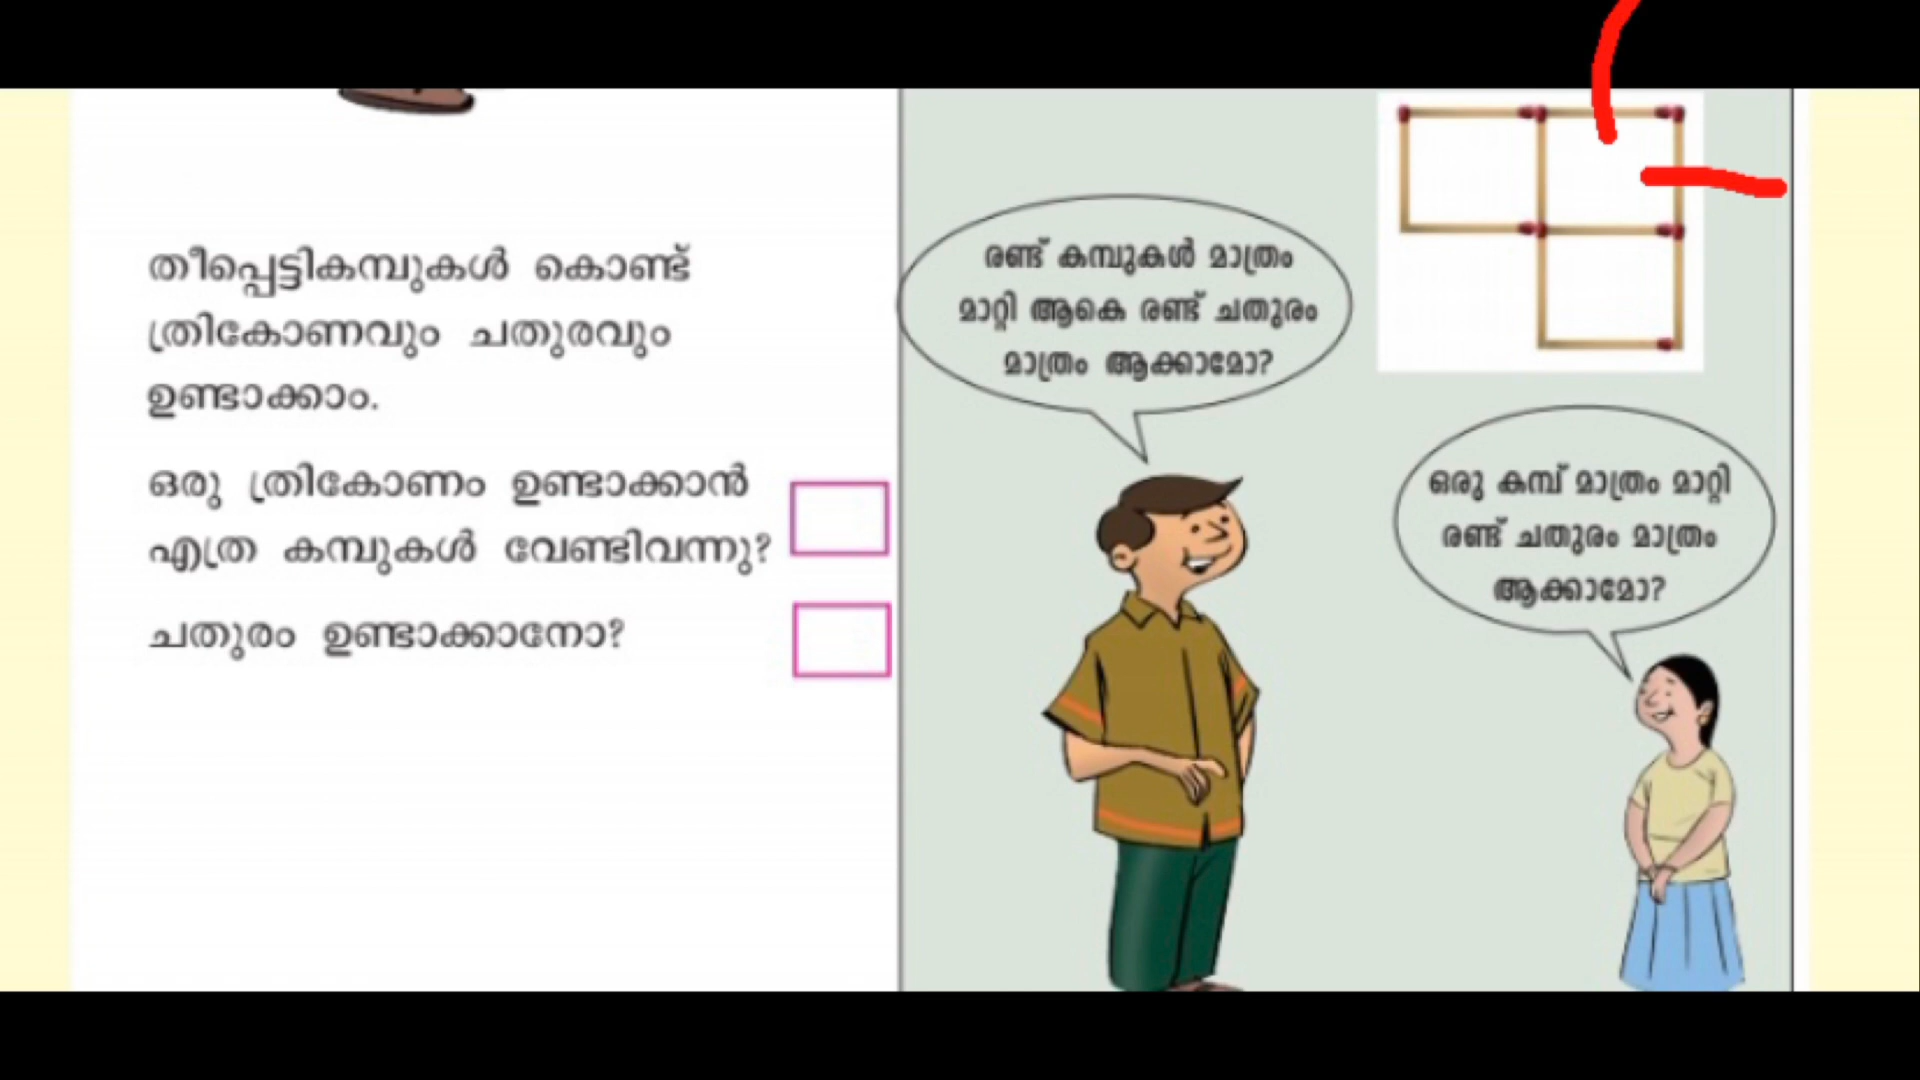 തീപ്പെട്ടികമ്പുകൾ കൊണ്ട്
ത്രികോണവും ചതുരവും
ഉണ്ടാക്കാം.
ഒരു ത്രികോണം ഉണ്ടാക്കാൻ
എത്ര കമ്പുകൾ വേണ്ടിവന്നു?
ചതുരം ഉണ്ടാക്കാനോ?
രണ്ട് കമ്പുകൾ മാത്രം
മാറ്റി ആകെ രണ്ട് ചതുരം
മാത്രം ആക്കാമോ?
ഒരു കമ്പ് മാത്രം മാറ്റി
രണ്ട് ചതുരം മാത്രം
ആക്കാമോ?